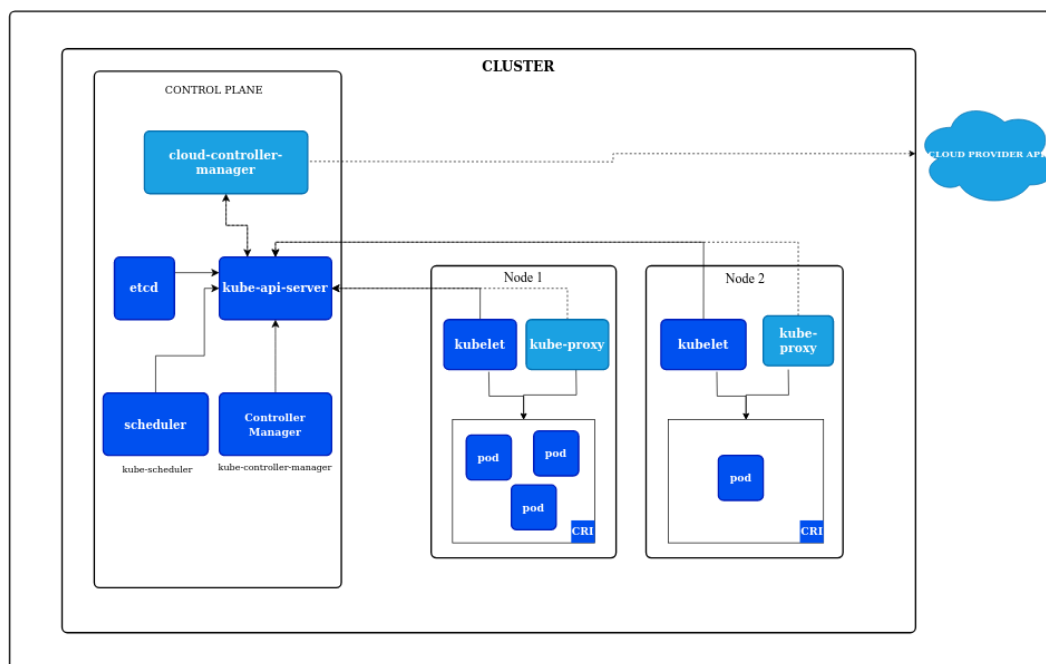 CLUSTER
CONTROL PLANE
cloud-controller-
manager
CLOUD PROVIDER API
etcd
kube-api-server
scheduler
kube-scheduler
Controller
Manager
kube-controller-manager
Node 1
kubelet
kube-proxy
pod
pod
pod
CRI
Node 2
kubelet
kube-
proxy
pod
CRI